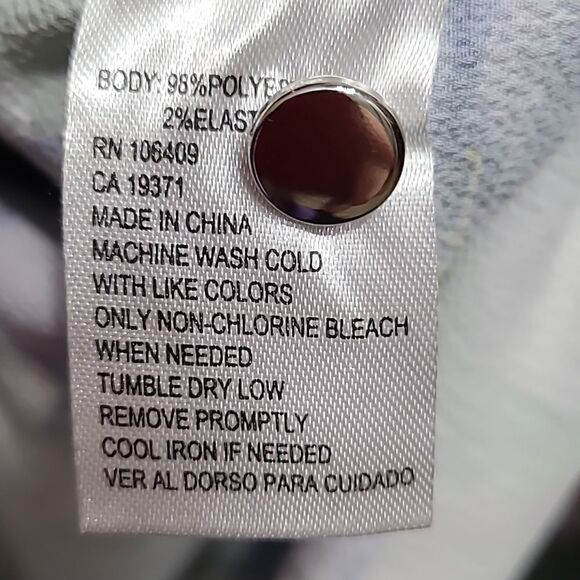 BODY: 98%POLYES
2%ELAST
RN 106409
CA 19371
MADE IN CHINA
MACHINE WASH COLD
WITH LIKE COLORS
ONLY NON-CHLORINE BLEACH
WHEN NEEDED
TUMBLE DRY LOW
REMOVE PROMPTLY
COOL IRON IF NEEDED
VER AL DORSO PARA CUIDADO